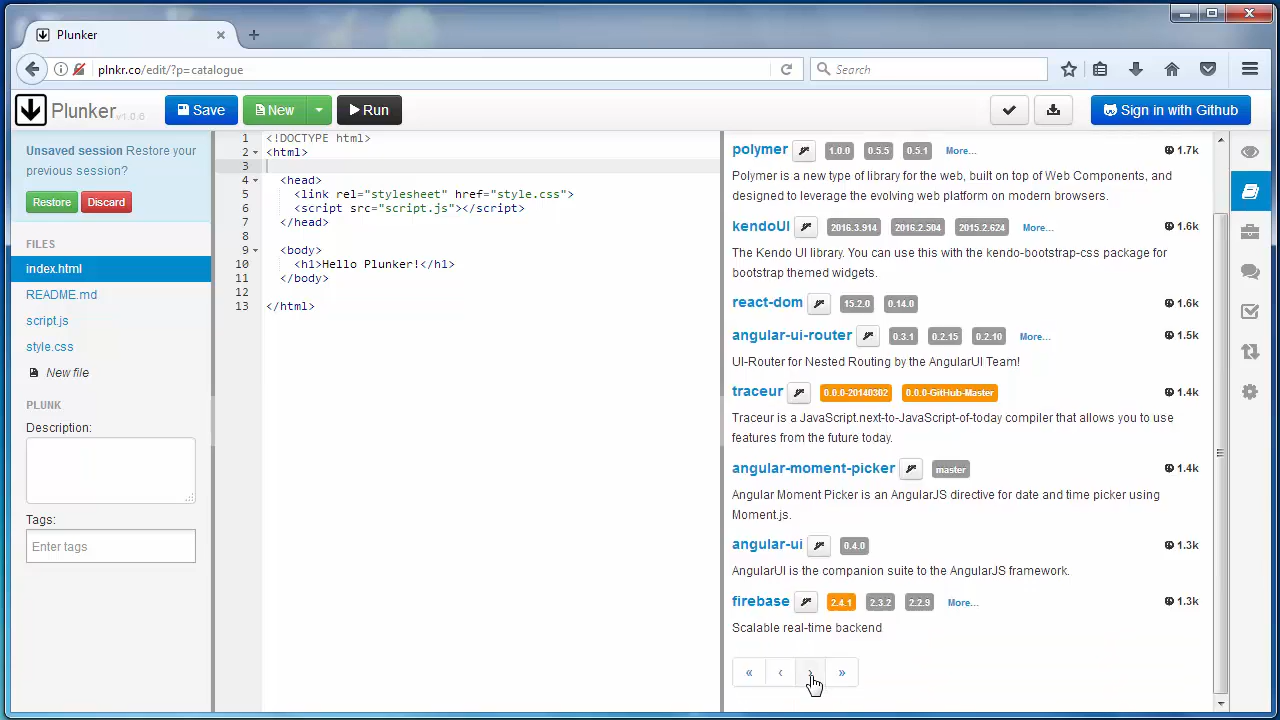 Plunker
plnkr.co/edit/?p=catalogue
Search
Plunker v1.0.6
Save
New
Run
Sign in with Github
Unsaved session Restore your
previous session?
Restore
Discard
FILES
index.html
README.md
script.js
style.css
New file
PLUNK
Description:
Tags:
Enter tags
1 <!DOCTYPE html>
2 <html>
3
4 <head>
5 <link rel="stylesheet" href="style.css">
6 <script src="script.js"></script>
7 </head>
8
9 <body>
10 <h1>Hello Plunker!</h1>
11 </body>
12
13 </html>
polymer 1.0.0 0.5.5 0.5.1 More... 1.7k
Polymer is a new type of library for the web, built on top of Web Components, and
designed to leverage the evolving web platform on modern browsers.
kendoUI 2016.3.914 2016.2.504 2015.2.624 More... 1.6k
The Kendo UI library. You can use this with the kendo-bootstrap-css package for
bootstrap themed widgets.
react-dom 15.2.0 0.14.0 1.6k
angular-ui-router 0.3.1 0.2.15 0.2.10 More... 1.5k
UI-Router for Nested Routing by the AngularUI Team!
traceur 0.0.0-20140302 0.0.0-GitHub-Master 1.4k
Traceur is a JavaScript.next-to-JavaScript-of-today compiler that allows you to use
features from the future today.
angular-moment-picker master 1.4k
Angular Moment Picker is an AngularJS directive for date and time picker using
Moment.js.
angular-ui 0.4.0 1.3k
AngularUI is the companion suite to the AngularJS framework.
firebase 2.4.1 2.3.2 2.2.9 More... 1.3k
Scalable real-time backend
« ‹ › »